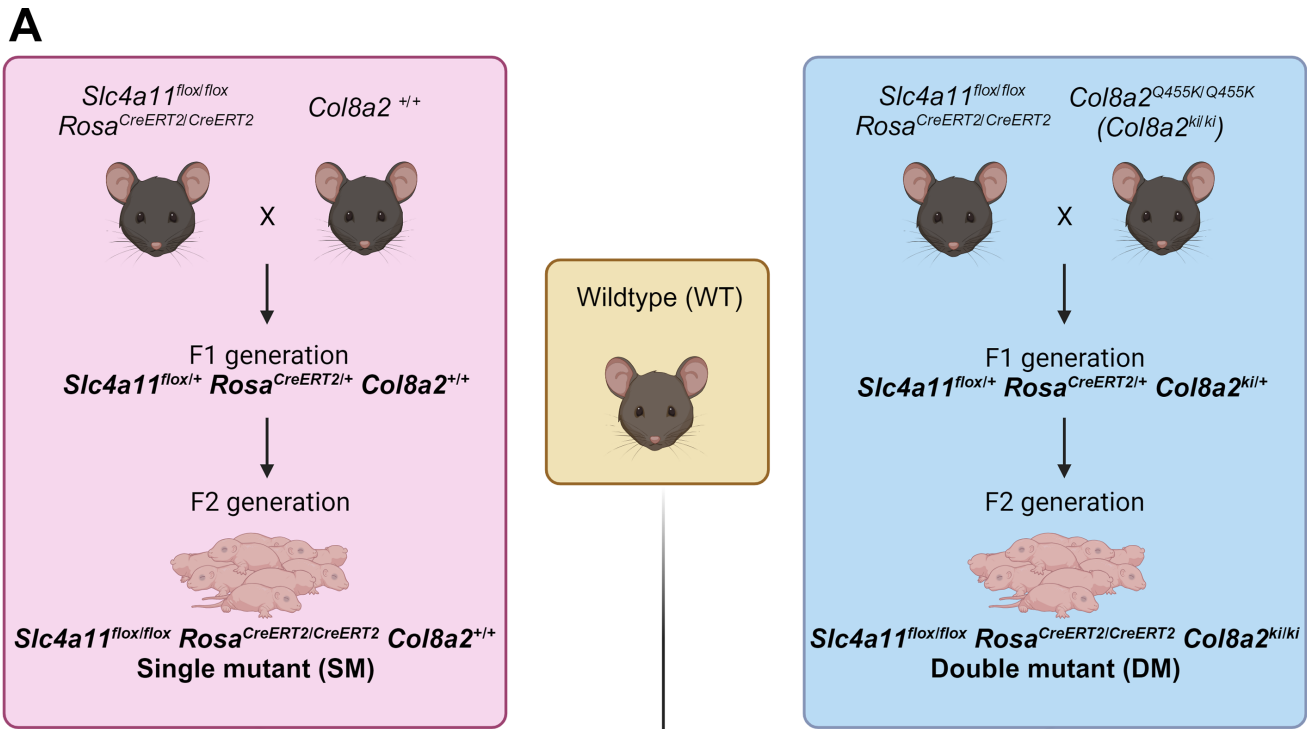 A
Slc4a11flox/flox
RosaCreERT2/CreERT2
Col8a2 +/+
X
F1 generation
Slc4a11flox/+ RosaCreERT2/+ Col8a2+/+
F2 generation
Slc4a11flox/flox RosaCreERT2/CreERT2 Col8a2+/+
Single mutant (SM)
Wildtype (WT)
Slc4a11flox/flox
RosaCreERT2/CreERT2
Col8a2Q455K/Q455K
(Col8a2ki/ki)
X
F1 generation
Slc4a11flox/+ RosaCreERT2/+ Col8a2ki/+
F2 generation
Slc4a11flox/flox RosaCreERT2/CreERT2 Col8a2ki/ki
Double mutant (DM)